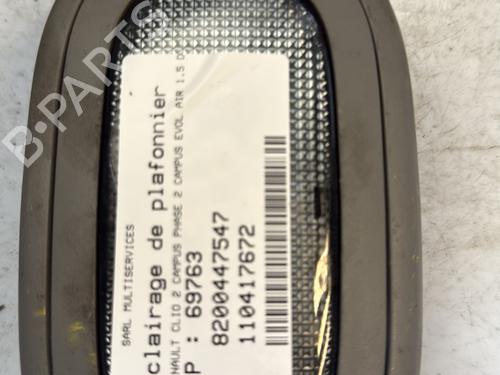 SARL MULTISERVICES
clairage de plafonnier
NAULT CLIO 2 CAMPUS PHASE 2 CAMPUS EVOL AIR 1.5 D
P : 69763
8200447547
110417672
B-PARTS